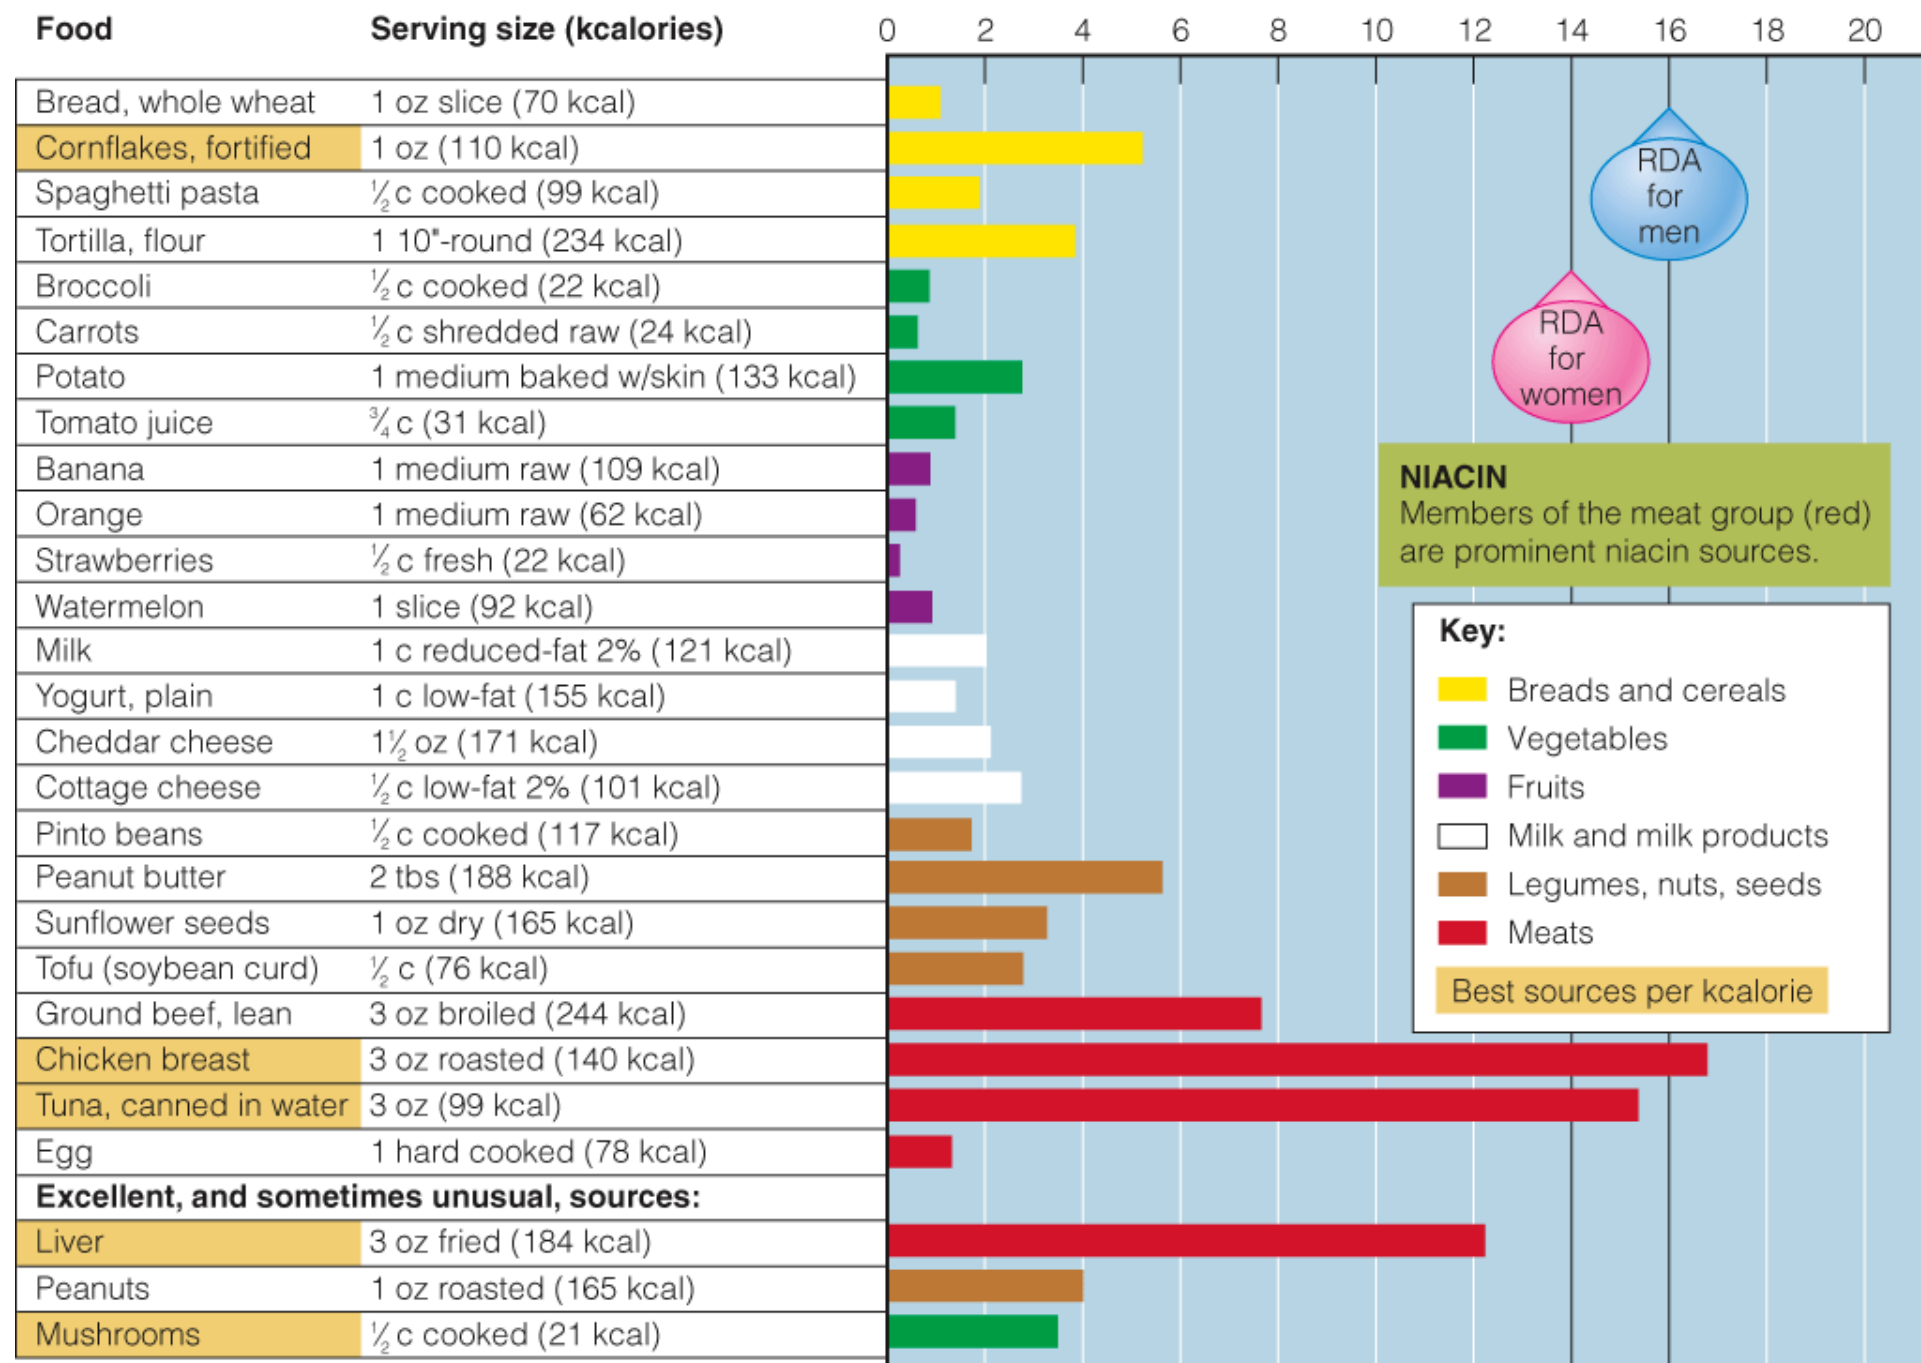 Food Serving size (kcalories) 0 2 4 6 8 10 12 14 16 18 20
Bread, whole wheat 1 oz slice (70 kcal)
Cornflakes, fortified 1 oz (110 kcal)
Spaghetti pasta ½ c cooked (99 kcal)
Tortilla, flour 1 10"-round (234 kcal)
Broccoli ½ c cooked (22 kcal)
Carrots ½ c shredded raw (24 kcal)
Potato 1 medium baked w/skin (133 kcal)
Tomato juice ¾ c (31 kcal)
Banana 1 medium raw (109 kcal)
Orange 1 medium raw (62 kcal)
Strawberries ½ c fresh (22 kcal)
Watermelon 1 slice (92 kcal)
Milk 1 c reduced-fat 2% (121 kcal)
Yogurt, plain 1 c low-fat (155 kcal)
Cheddar cheese 1½ oz (171 kcal)
Cottage cheese ½ c low-fat 2% (101 kcal)
Pinto beans ½ c cooked (117 kcal)
Peanut butter 2 tbs (188 kcal)
Sunflower seeds 1 oz dry (165 kcal)
Tofu (soybean curd) ½ c (76 kcal)
Ground beef, lean 3 oz broiled (244 kcal)
Chicken breast 3 oz roasted (140 kcal)
Tuna, canned in water 3 oz (99 kcal)
Egg 1 hard cooked (78 kcal)
Excellent, and sometimes unusual, sources:
Liver 3 oz fried (184 kcal)
Peanuts 1 oz roasted (165 kcal)
Mushrooms ½ c cooked (21 kcal)
RDA
for
men
RDA
for
women
NIACIN
Members of the meat group (red)
are prominent niacin sources.
Key:
Breads and cereals
Vegetables
Fruits
Milk and milk products
Legumes, nuts, seeds
Meats
Best sources per kcalorie